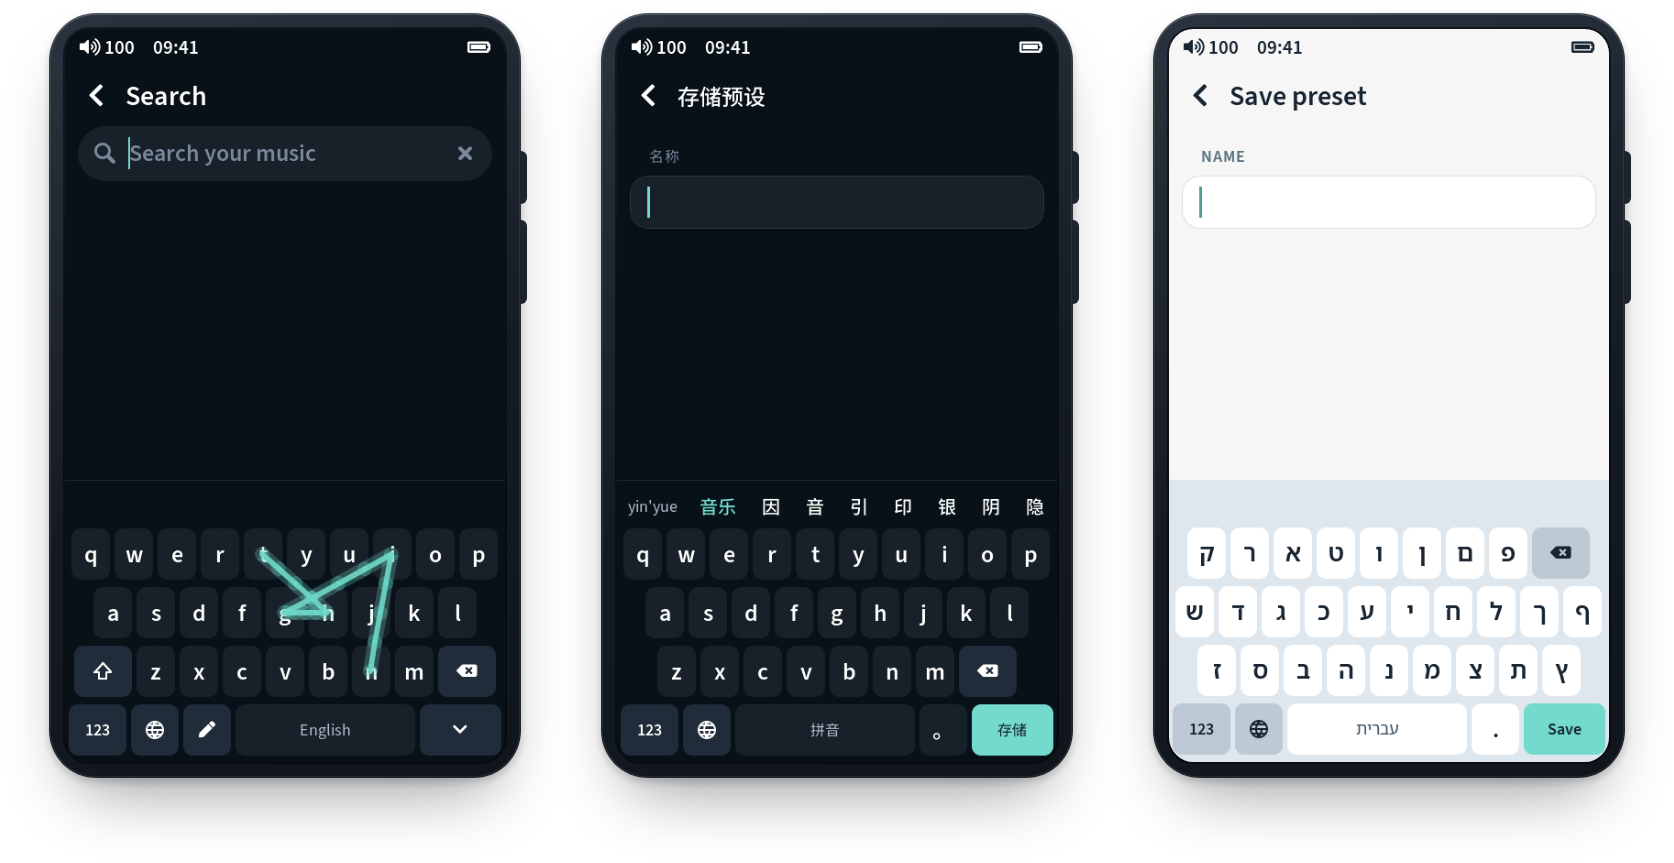 100 09:41
Search
Search your music
q w e r t y u i o p
a s d f g h j k l
z x c v b n m
123 English
100 09:41
存储预设
名称
yin'yue 音乐 因 音 引 印 银 阴 隐
q w e r t y u i o p
a s d f g h j k l
z x c v b n m
123 拼音 。 存储
100 09:41
Save preset
NAME
ק ר א ט ו ן ם פ
ש ד ג כ ע י ח ל ך ף
ז ס ב ה נ מ צ ת ץ
123 עברית . Save